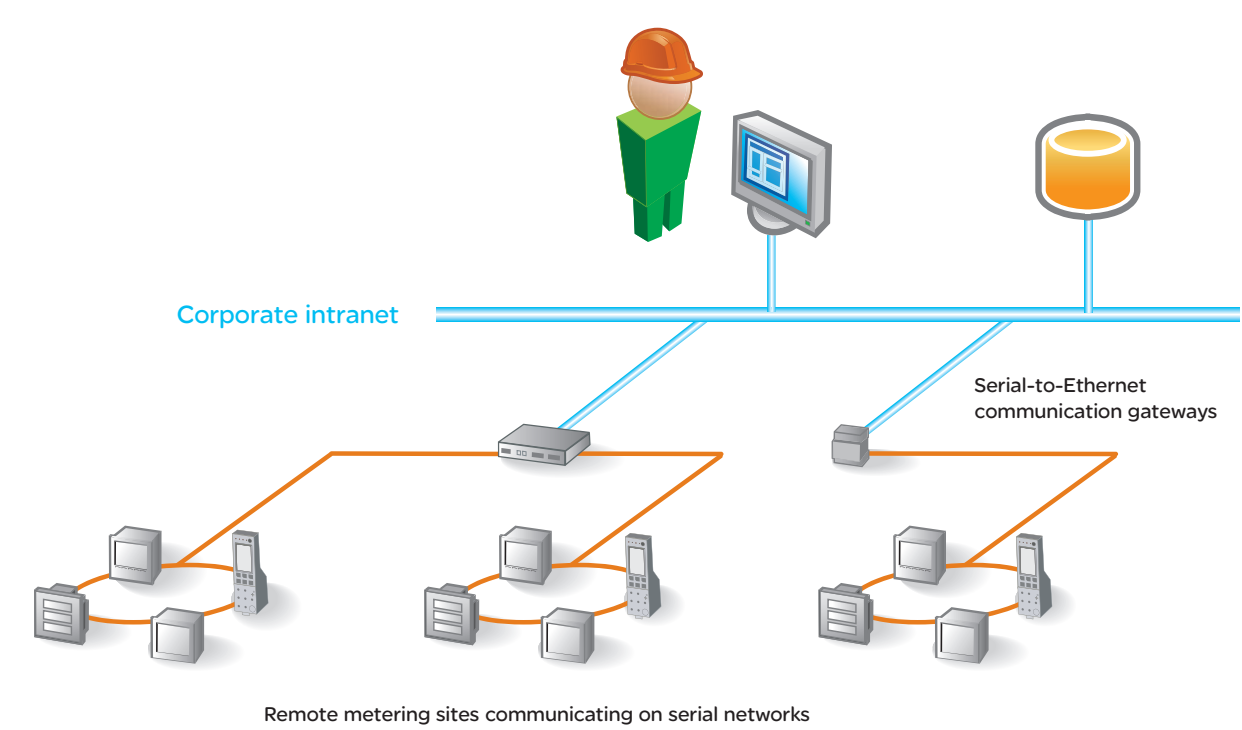 Corporate intranet
Serial-to-Ethernet
communication gateways
Remote metering sites communicating on serial networks